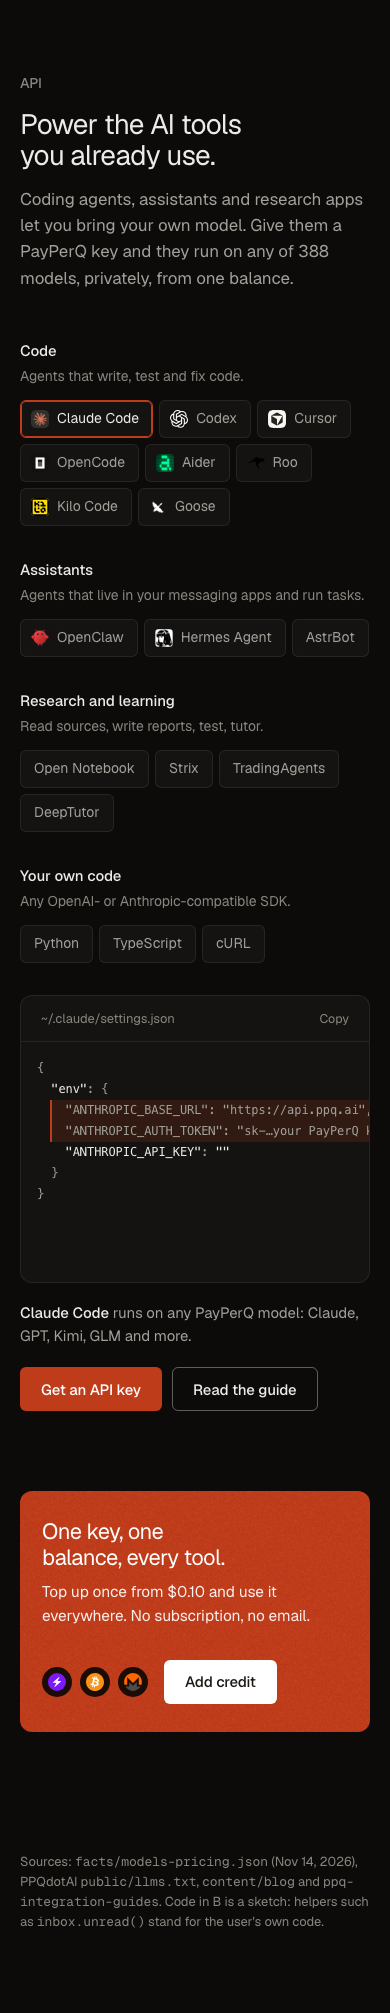 API
Power the AI tools
you already use.
Coding agents, assistants and research apps
let you bring your own model. Give them a
PayPerQ key and they run on any of 388
models, privately, from one balance.
Code
Agents that write, test and fix code.
Claude Code
Codex
Cursor
OpenCode
Aider
Roo
Kilo Code
Goose
Assistants
Agents that live in your messaging apps and run tasks.
OpenClaw
Hermes Agent
AstrBot
Research and learning
Read sources, write reports, test, tutor.
Open Notebook
Strix
TradingAgents
DeepTutor
Your own code
Any OpenAI- or Anthropic-compatible SDK.
Python
TypeScript
cURL
~/.claude/settings.json
Copy
{
"env": {
"ANTHROPIC_BASE_URL": "https://api.ppq.ai",
"ANTHROPIC_AUTH_TOKEN": "sk-…your PayPerQ
"ANTHROPIC_API_KEY": ""
}
}
Claude Code runs on any PayPerQ model: Claude,
GPT, Kimi, GLM and more.
Get an API key
Read the guide
One key, one
balance, every tool.
Top up once from $0.10 and use it
everywhere. No subscription, no email.
Add credit
Sources: facts/models-pricing.json (Nov 14, 2026),
PPQdotAI public/llms.txt, content/blog and ppq-
integration-guides. Code in B is a sketch: helpers such
as inbox.unread() stand for the user's own code.